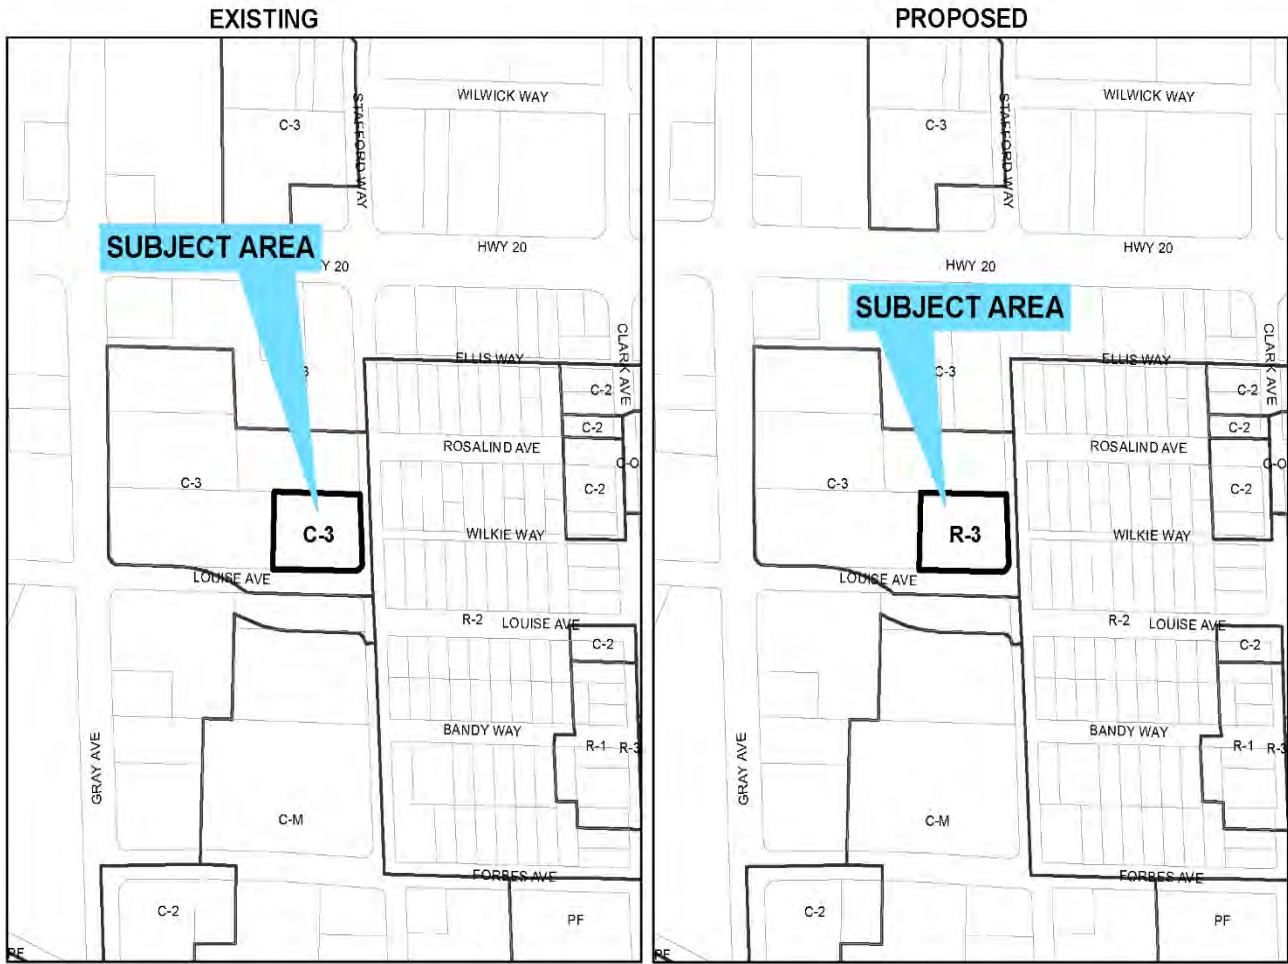 EXISTING
WILWICK WAY
C-3
STAFFORD WAY
HWY 20
SUBJECT AREA
Y 20
CLARK AVE
ELLIS WAY
3
C-2
C-2
ROSALIND AVE
C-O
C-3
C-2
C-3
WILKIE WAY
LOUISE AVE
R-2
LOUISE AVE
C-2
BANDY WAY
R-1
R-3
GRAY AVE
C-M
FORBES AVE
C-2
PF
PF
PROPOSED
WILWICK WAY
C-3
STAFFORD WAY
HWY 20
HWY 20
SUBJECT AREA
CLARK AVE
ELLIS WAY
C-3
C-2
C-2
ROSALIND AVE
C-O
C-3
C-2
R-3
WILKIE WAY
LOUISE AVE
R-2
LOUISE AVE
C-2
BANDY WAY
R-1
R-3
GRAY AVE
C-M
FORBES AVE
C-2
PF
PF